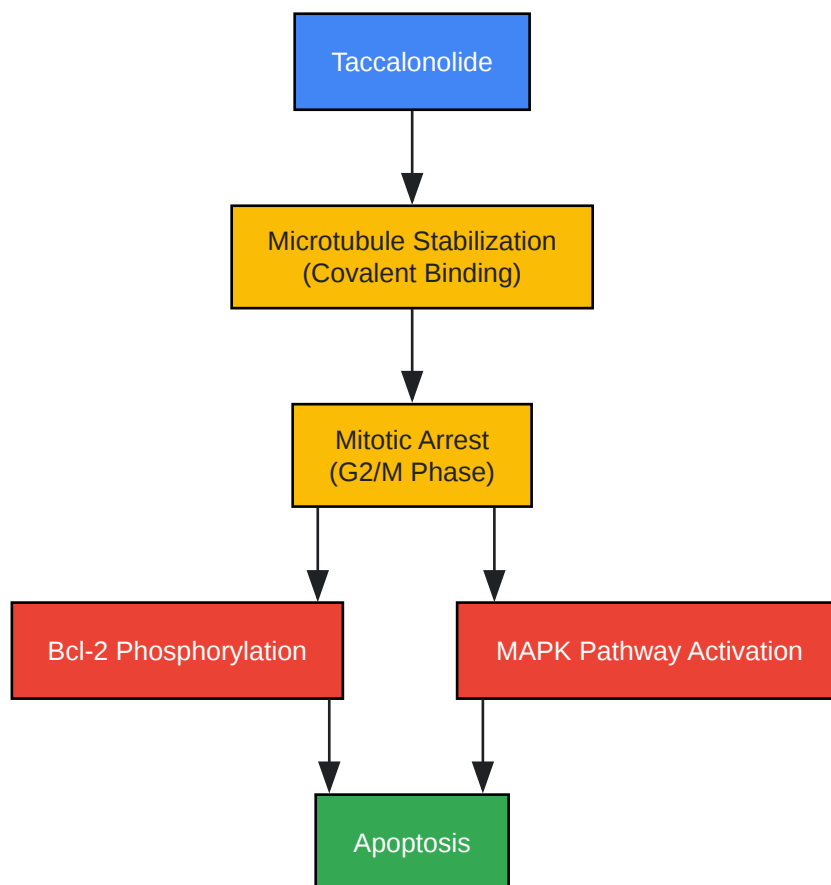 Taccalonolide
Microtubule Stabilization
(Covalent Binding)
Mitotic Arrest
(G2/M Phase)
Bcl-2 Phosphorylation
MAPK Pathway Activation
Apoptosis